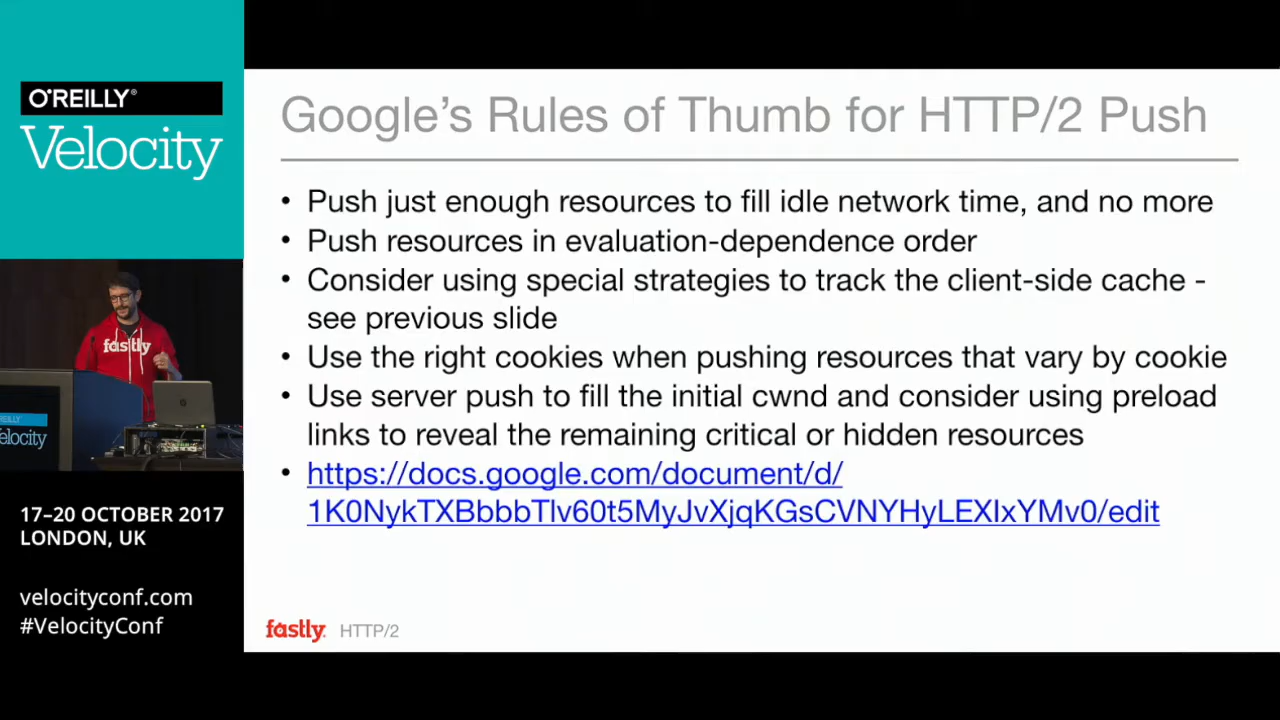 O'REILLY®
Velocity
Google's Rules of Thumb for HTTP/2 Push
• Push just enough resources to fill idle network time, and no more
• Push resources in evaluation-dependence order
• Consider using special strategies to track the client-side cache -
see previous slide
• Use the right cookies when pushing resources that vary by cookie
• Use server push to fill the initial cwnd and consider using preload
links to reveal the remaining critical or hidden resources
• https://docs.google.com/document/d/
1K0NykTXBbbbTlv60t5MyJvXjqKGsCVNYHyLEXIxYMv0/edit
fastly
O'REILLY
Velocity
17–20 OCTOBER 2017
LONDON, UK
velocityconf.com
#VelocityConf
fastly HTTP/2